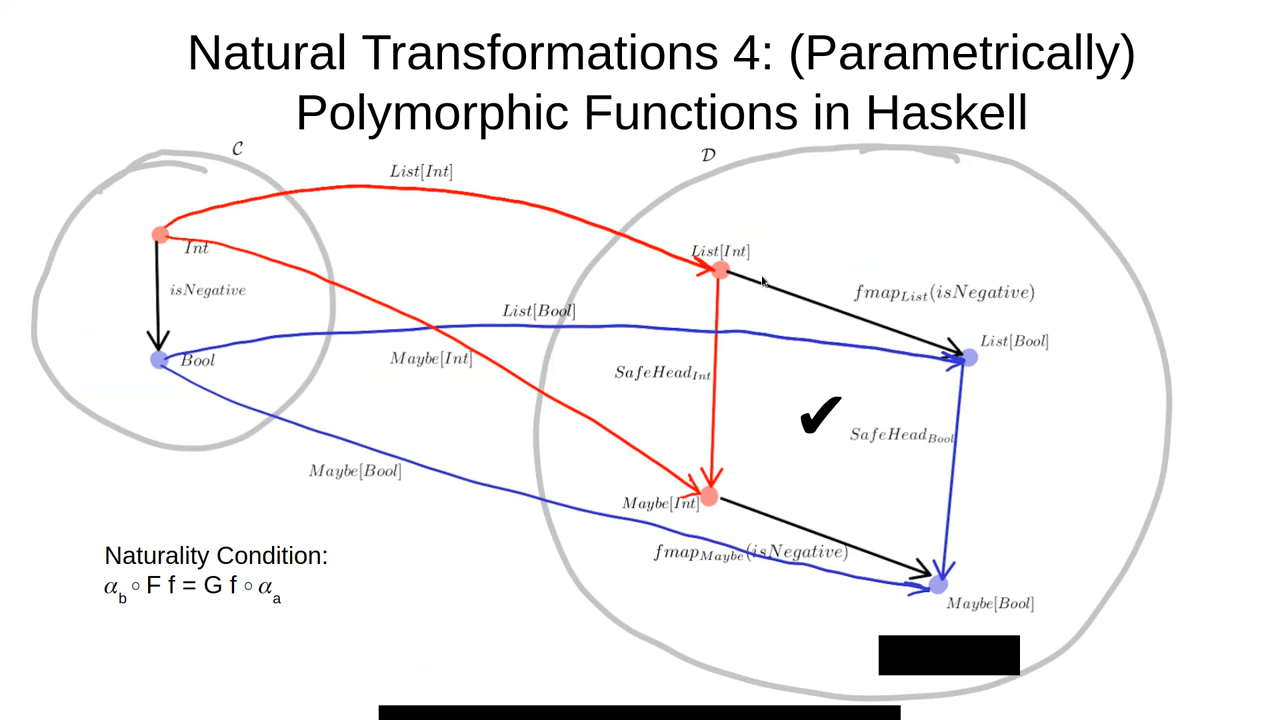 Natural Transformations 4: (Parametrically)
Polymorphic Functions in Haskell
𝒞
𝒟
List[Int]
Int
List[Int]
isNegative
fmap_List(isNegative)
List[Bool]
List[Bool]
Bool
Maybe[Int]
SafeHead_Int
✔
SafeHead_Bool
Maybe[Bool]
Maybe[Int]
fmap_Maybe(isNegative)
Naturality Condition:
α_b ∘ F f = G f ∘ α_a
Maybe[Bool]